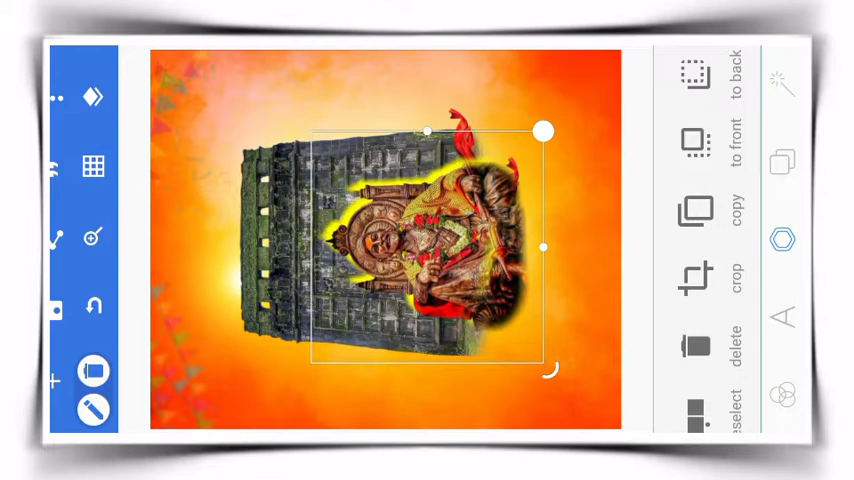 to back
to front
copy
crop
delete
eselect
A